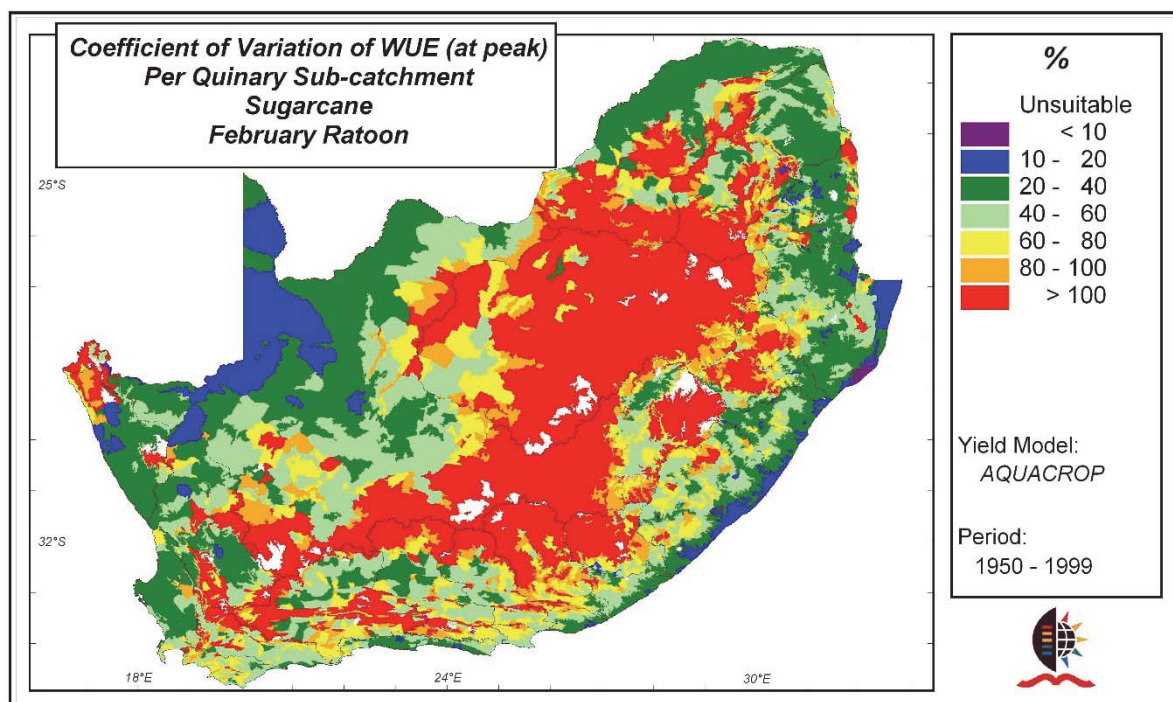 Coefficient of Variation of WUE (at peak)
Per Quinary Sub-catchment
Sugarcane
February Ratoon
%
Unsuitable
< 10
10 - 20
20 - 40
40 - 60
60 - 80
80 - 100
> 100
Yield Model:
AQUACROP
Period:
1950 - 1999
25°S
32°S
18°E
24°E
30°E